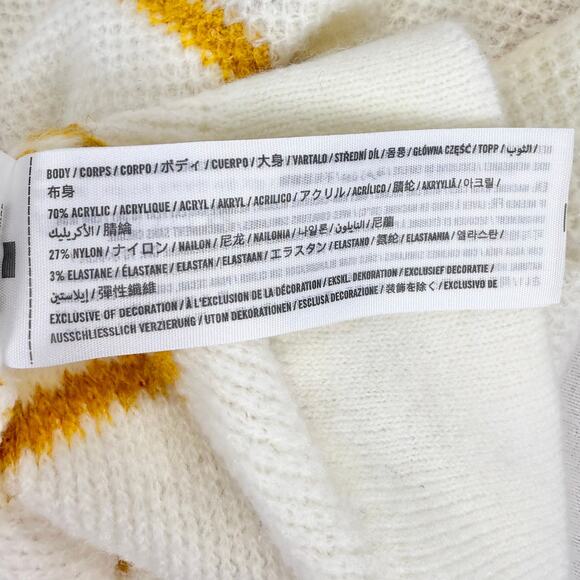 BODY / CORPS / CORPO / ボディ / CUERPO / 大身 / VARTALO / STŘEDNÍ DÍL / 몸통 / GŁÓWNA CZĘŚĆ / TOPP / الثوب /
布身
70% ACRYLIC / ACRYLIQUE / ACRYL / AKRYL / ACRILICO / アクリル / ACRÍLICO / 腈纶 / AKRYYLIÄ / 아크릴 /
الأكريليك / 腈綸
27% NYLON / ナイロン / NAILON / 尼龙 / NAILONIA / 나일론 / النايلون / 尼龍
3% ELASTANE / ÉLASTANE / ELASTAN / ELASTAAN / エラスタン / ELASTANO / 氨纶 / ELASTAANIA / 엘라스탄 /
إيلاستين / 彈性纖維
EXCLUSIVE OF DECORATION / À L'EXCLUSION DE LA DÉCORATION / EKSKL. DEKORATION / EXCLUSIEF DECORATIE /
AUSSCHLIESSLICH VERZIERUNG / UTOM DEKORATIONEN / ESCLUSA DECORAZIONE / 装飾を除く / EXCLUSIVO DE